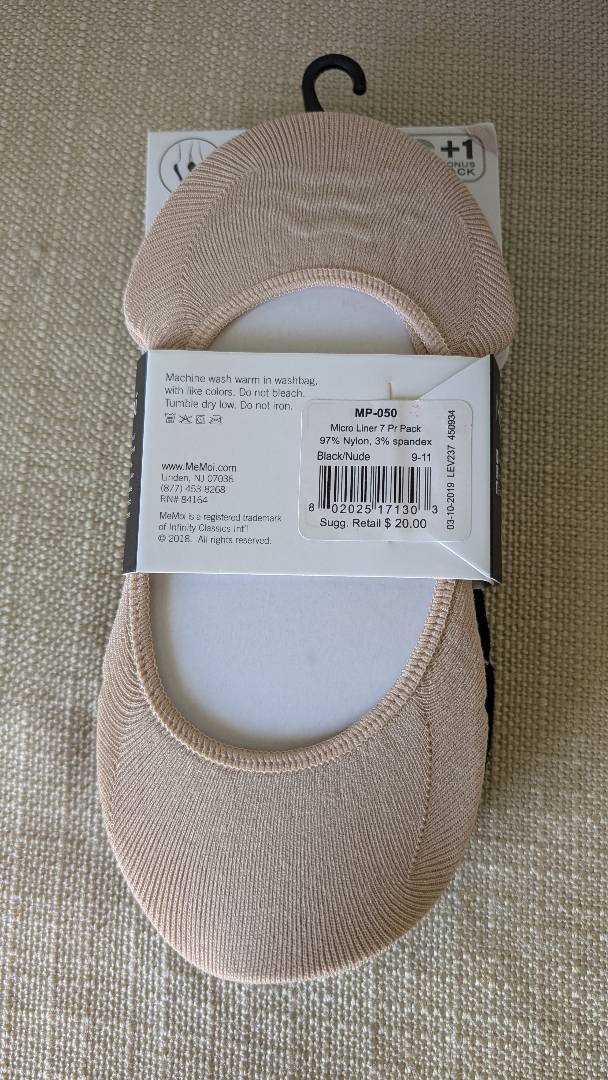 +1
BONUS
PACK
Machine wash warm in washbag,
with like colors. Do not bleach.
Tumble dry low. Do not iron.
www.MeMoi.com
Linden, NJ 07036
(877) 453-8268
RN# 84164
MeMoi is a registered trademark
of Infinity Classics Int'l
© 2018. All rights reserved.
MP-050
Micro Liner 7 Pr Pack
97% Nylon, 3% spandex
Black/Nude 9-11
8 02025 17130 3
Sugg. Retail $ 20.00
03-10-2019 LEV237 450934